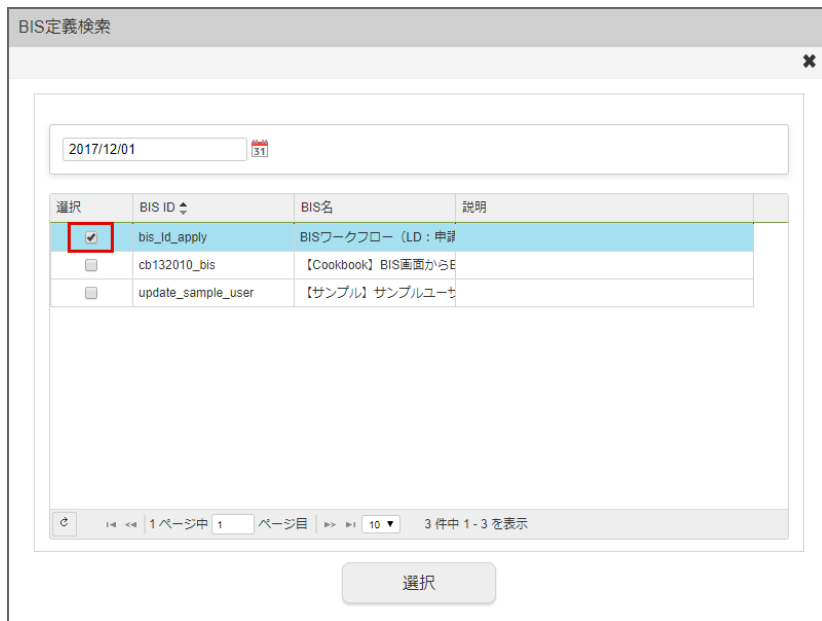 BIS定義検索
2017/12/01
31
選択 BIS ID BIS名 説明
bis_ld_apply BISワークフロー（LD：申請
cb132010_bis 【Cookbook】BIS画面から
update_sample_user 【サンプル】サンプルユーサ
1 ページ中 1 ページ目 10 3 件中 1 - 3 を表示
選択